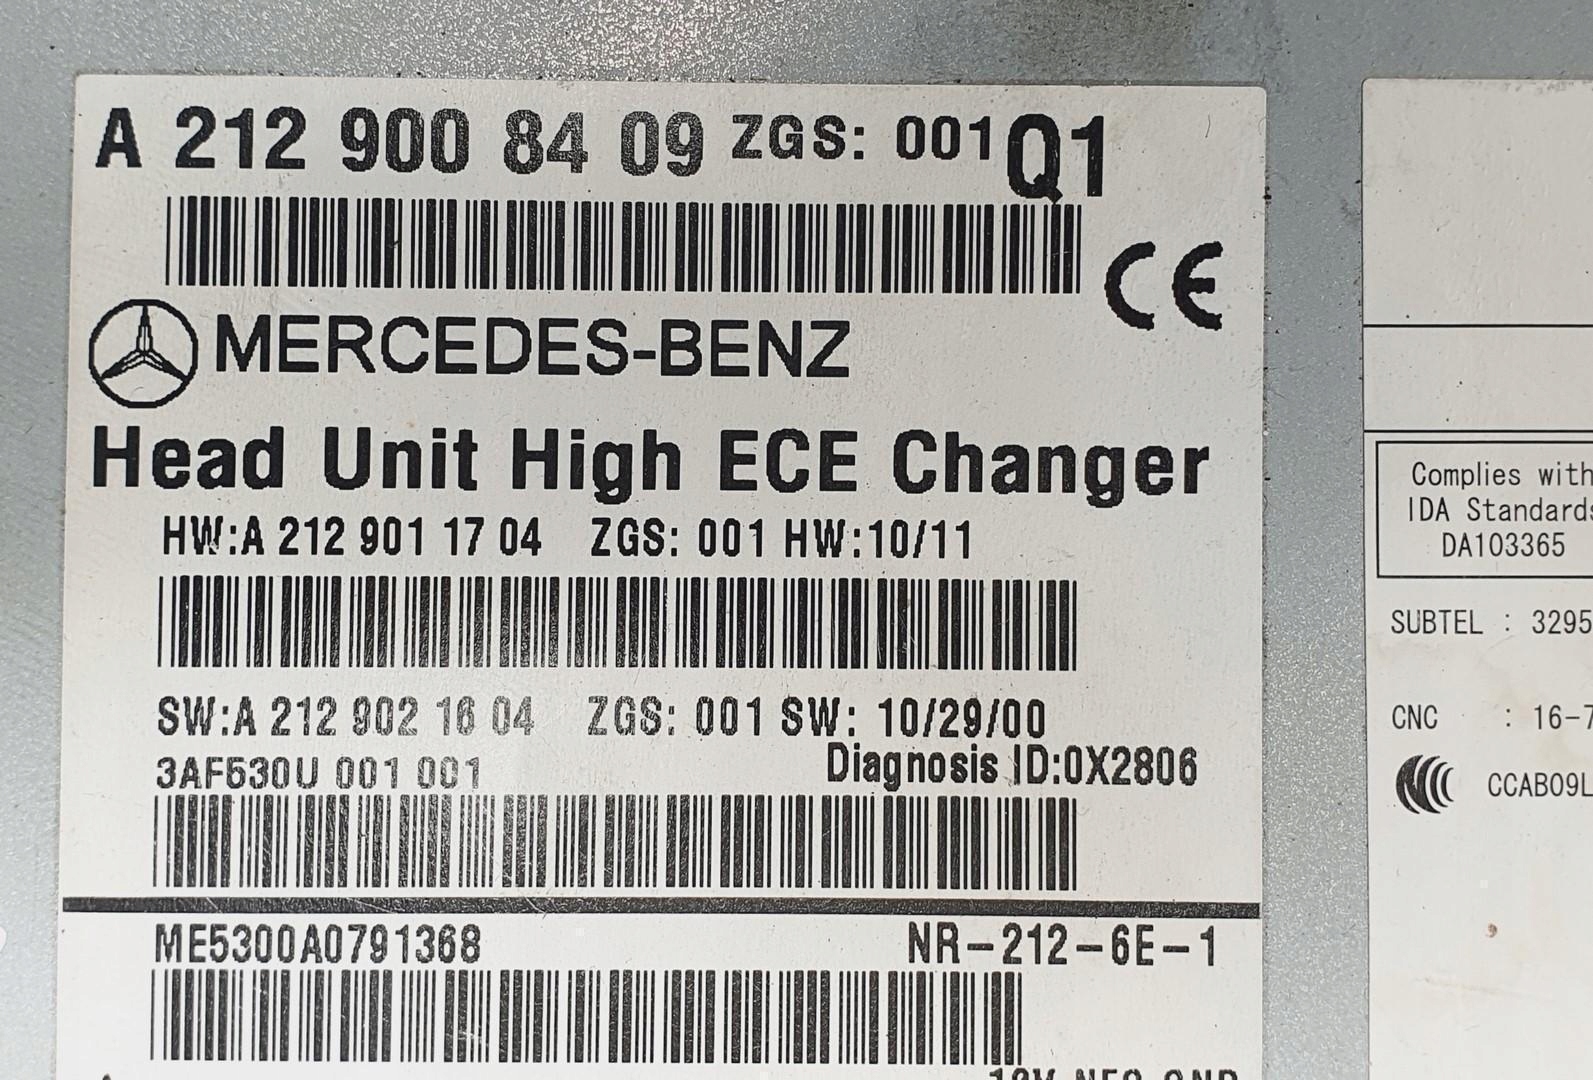 A 212 900 84 09 ZGS: 001 Q1
CE
MERCEDES-BENZ
Head Unit High ECE Changer
HW:A 212 901 17 04 ZGS: 001 HW:10/11
SW:A 212 902 16 04 ZGS: 001 SW: 10/29/00
3AF530U 001 001 Diagnosis ID:0X2806
ME5300A0791368 NR-212-6E-1
Complies with
IDA Standards
DA103365
SUBTEL : 3295
CNC : 16-7
CCAB09L